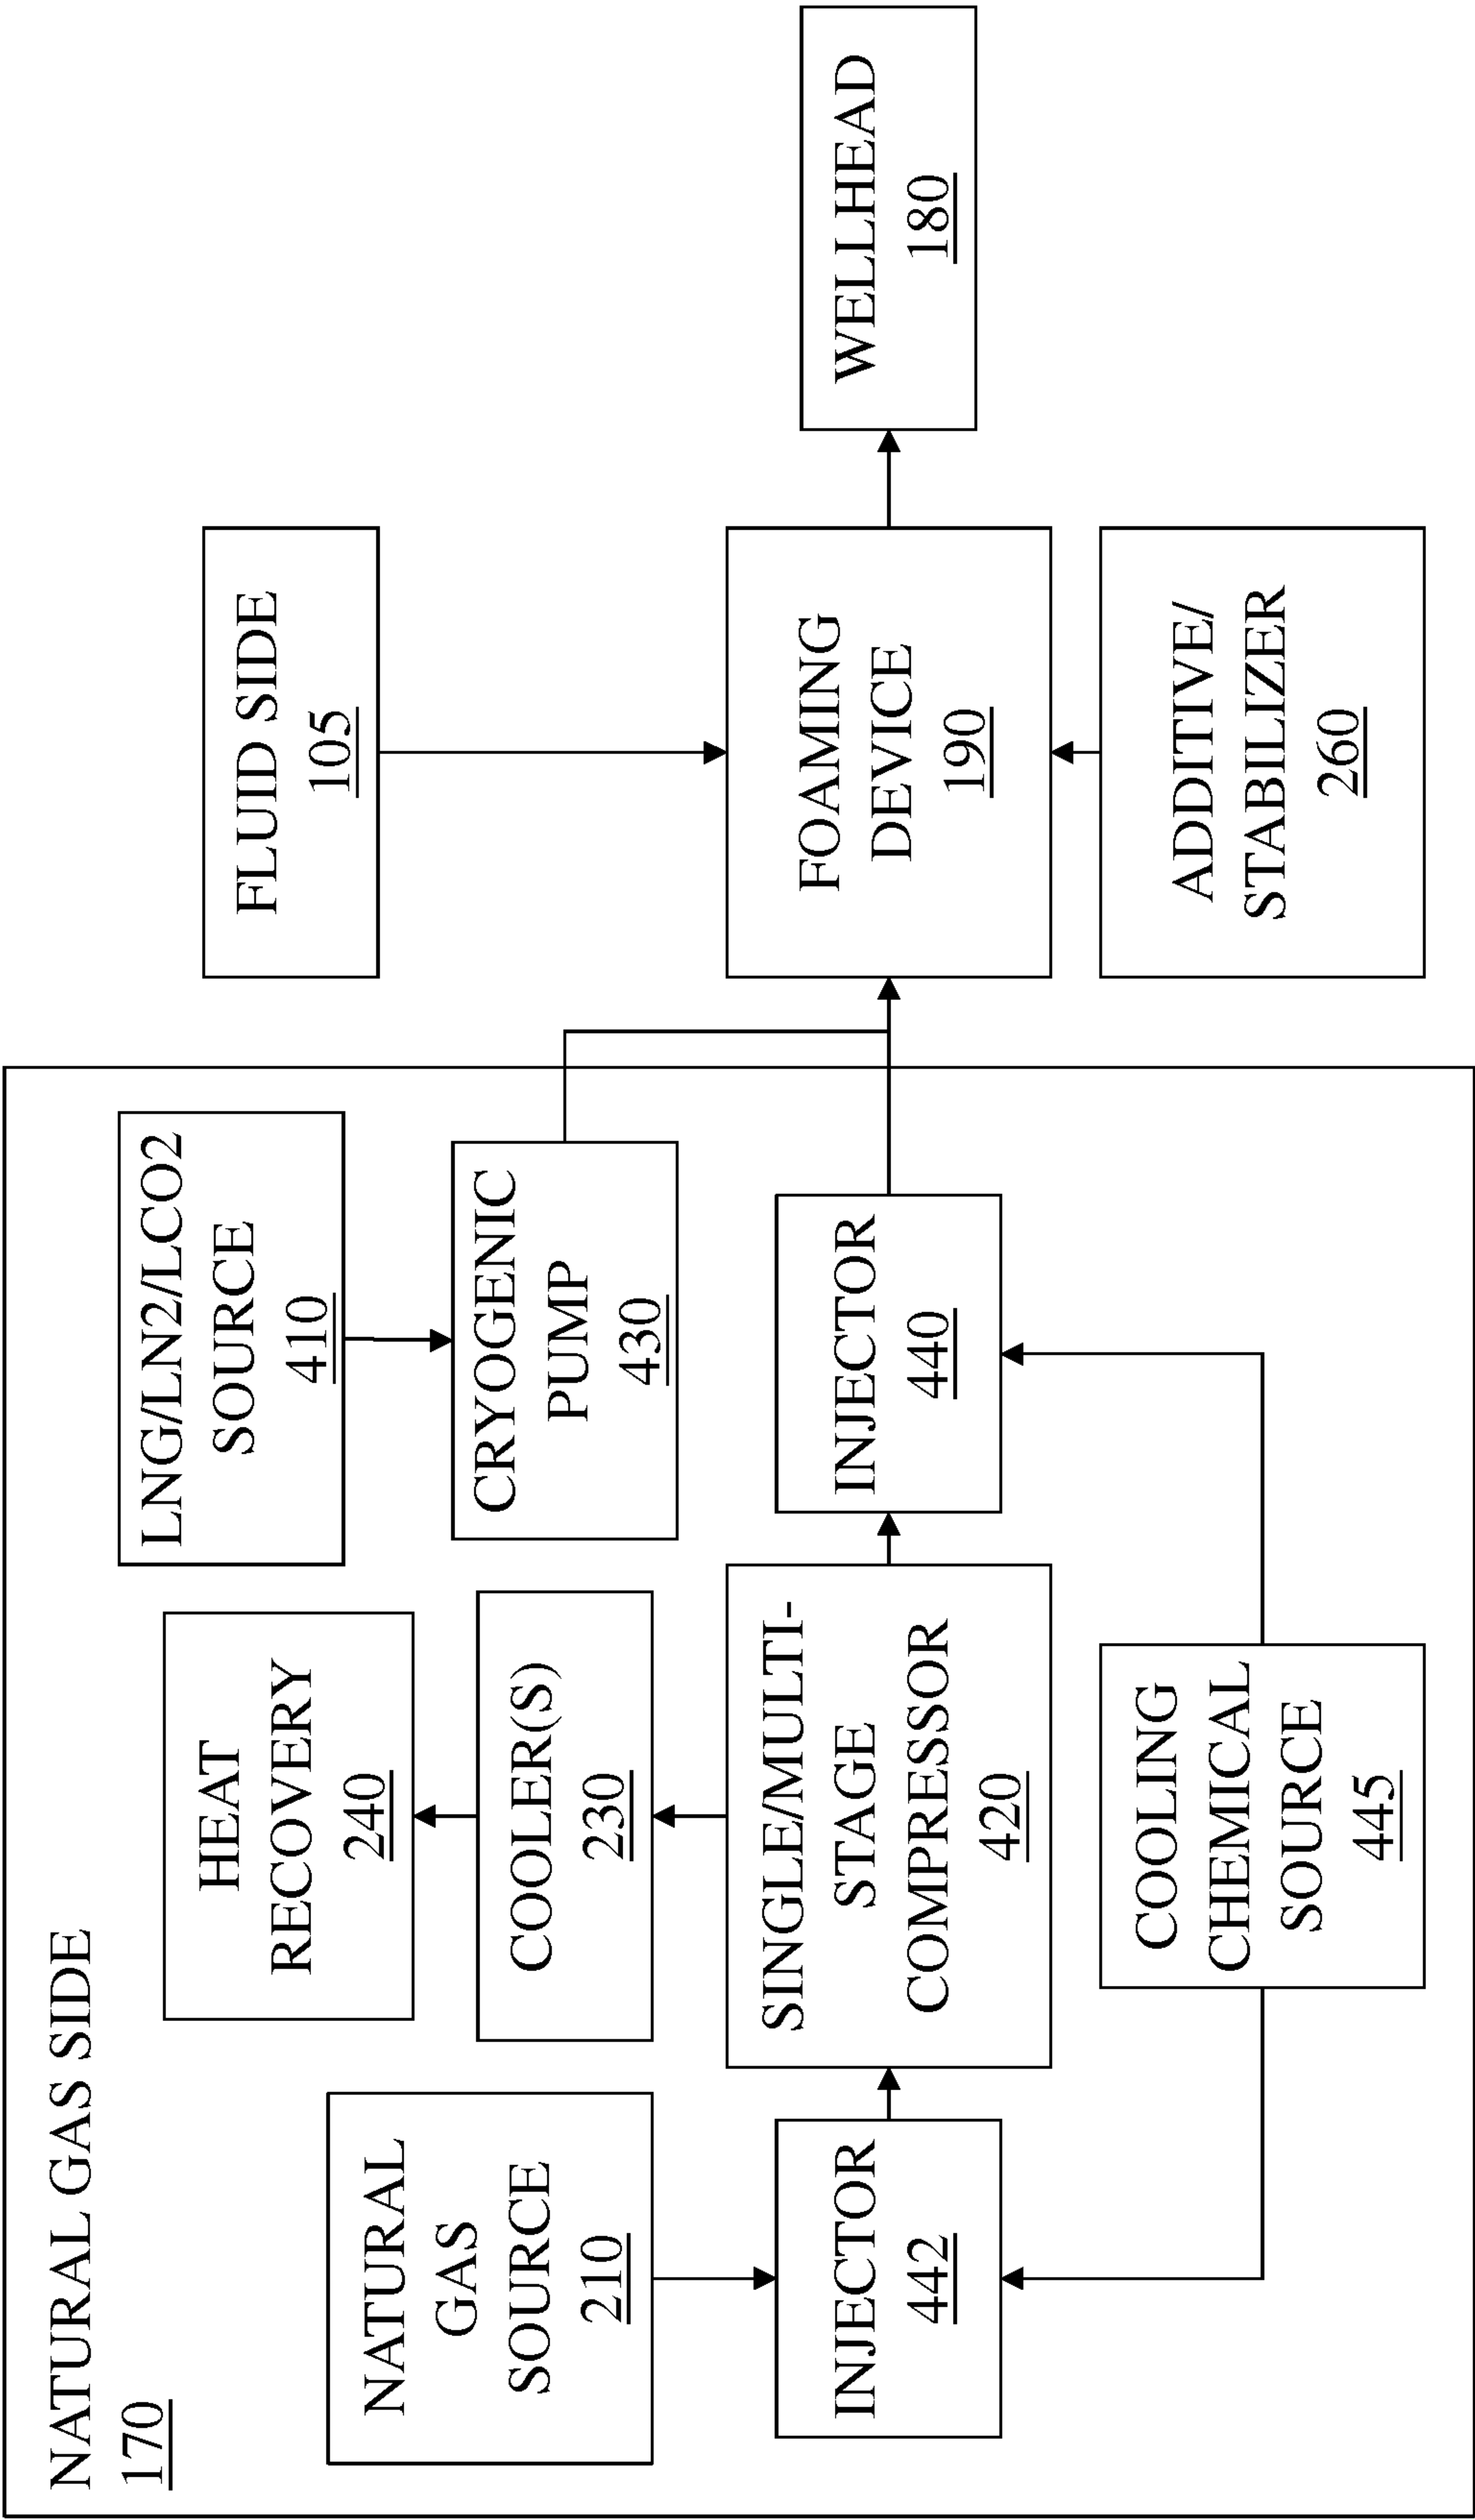 NATURAL GAS SIDE
170
HEAT
RECOVERY
240
LNG/LN2/LCO2
SOURCE
410
FLUID SIDE
105
NATURAL
GAS
SOURCE
210
COOLER(S)
230
CRYOGENIC
PUMP
430
INJECTOR
442
SINGLE/MULTI-
STAGE
COMPRESSOR
420
INJECTOR
440
FOAMING
DEVICE
190
WELLHEAD
180
COOLING
CHEMICAL
SOURCE
445
ADDITIVE/
STABILIZER
260